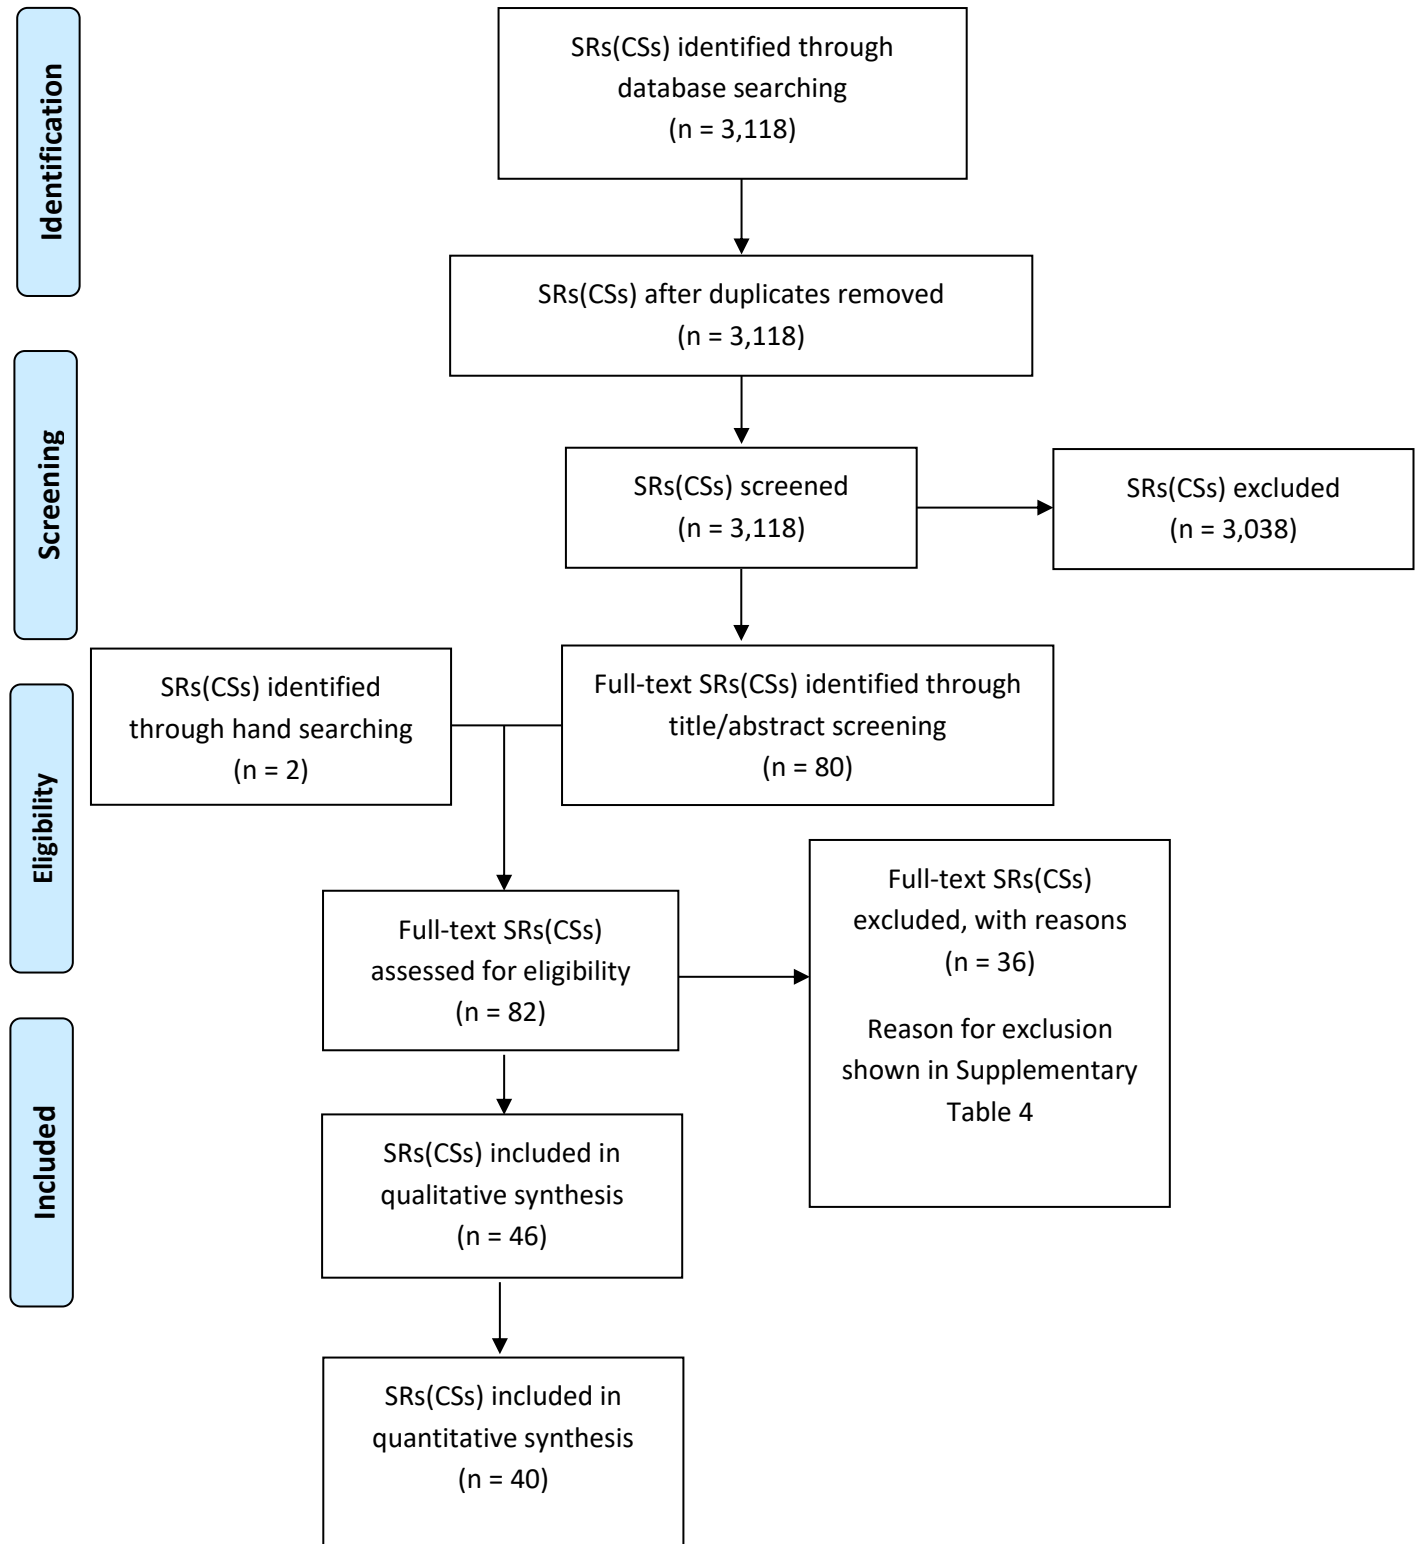 Identification
SRs(CSs) identified through
database searching
(n = 3,118)
SRs(CSs) after duplicates removed
(n = 3,118)
Screening
SRs(CSs) screened
(n = 3,118)
SRs(CSs) excluded
(n = 3,038)
SRs(CSs) identified
through hand searching
(n = 2)
Full-text SRs(CSs) identified through
title/abstract screening
(n = 80)
Eligibility
Full-text SRs(CSs)
assessed for eligibility
(n = 82)
Full-text SRs(CSs)
excluded, with reasons
(n = 36)
Reason for exclusion
shown in Supplementary
Table 4
Included
SRs(CSs) included in
qualitative synthesis
(n = 46)
SRs(CSs) included in
quantitative synthesis
(n = 40)